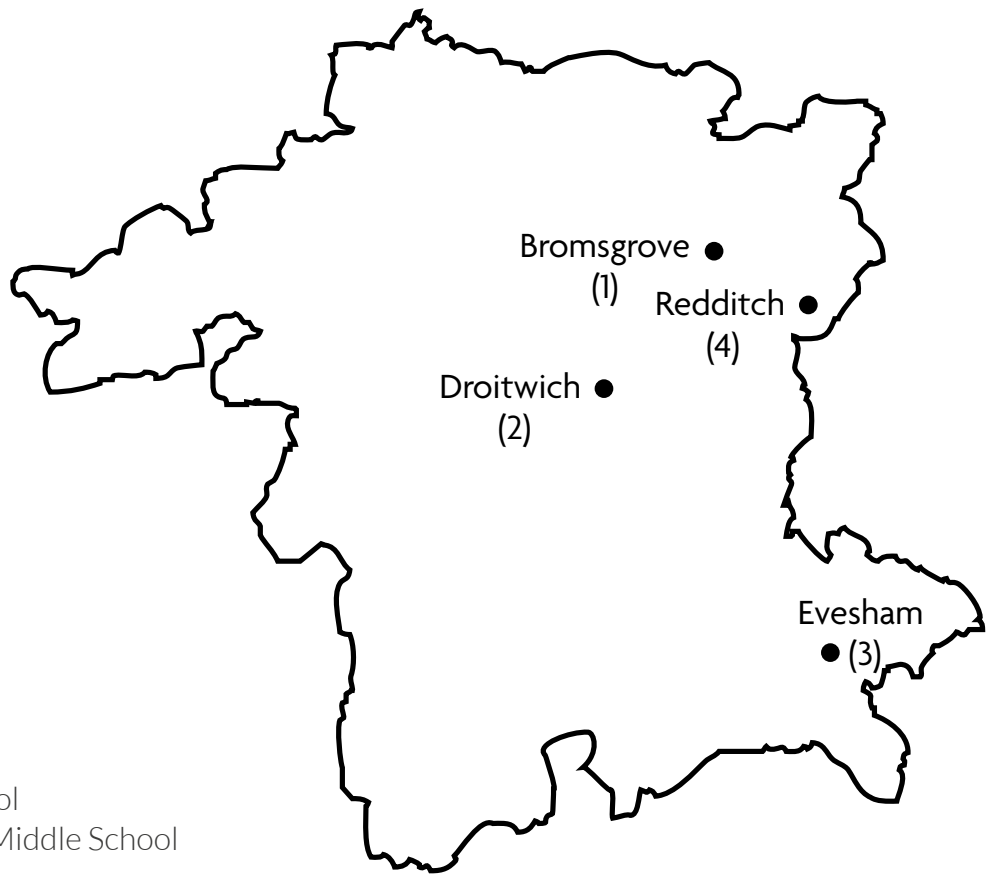 Bromsgrove
(1)
Redditch
(4)
Droitwich
(2)
Evesham
(3)
Middle School